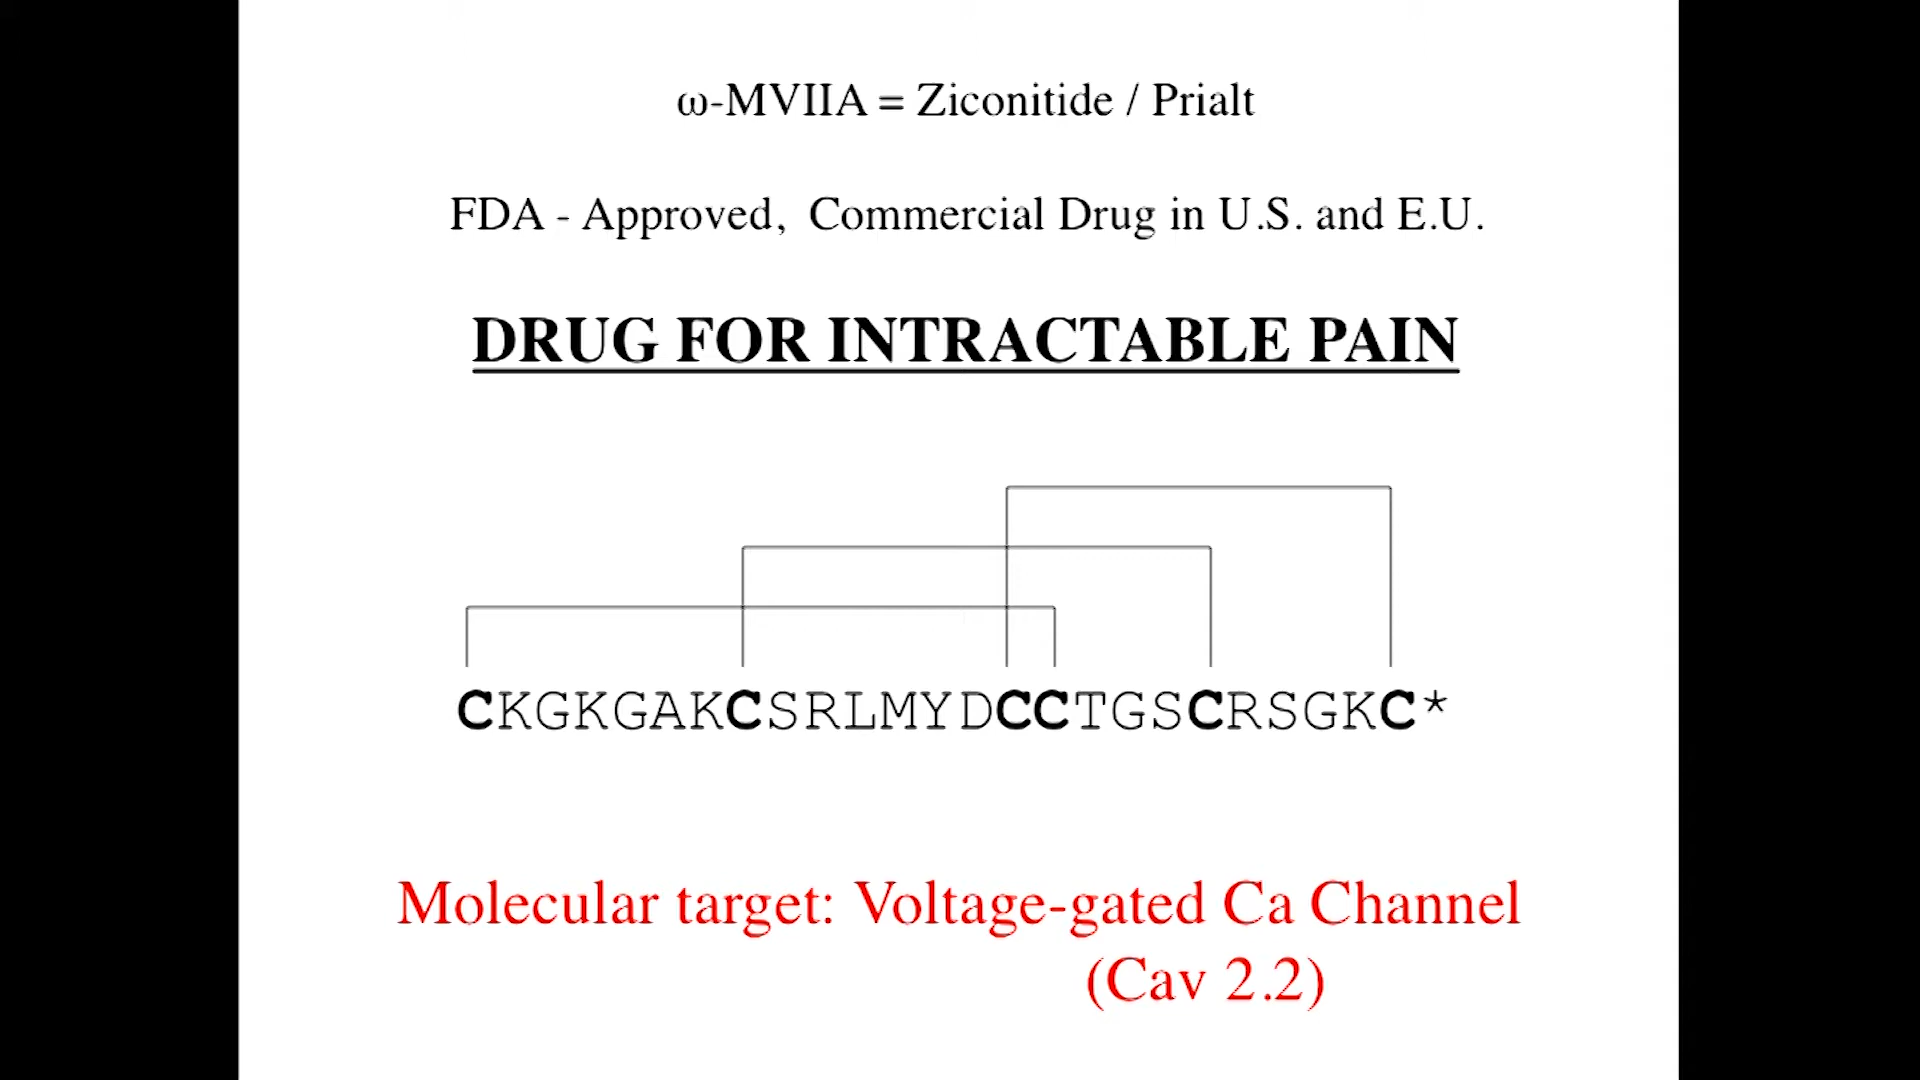 ω-MVIIA = Ziconitide / Prialt
FDA - Approved, Commercial Drug in U.S. and E.U.
DRUG FOR INTRACTABLE PAIN
CKGKGAKCSRLMYDCCTGSCRSGKC*
Molecular target: Voltage-gated Ca Channel
(Cav 2.2)